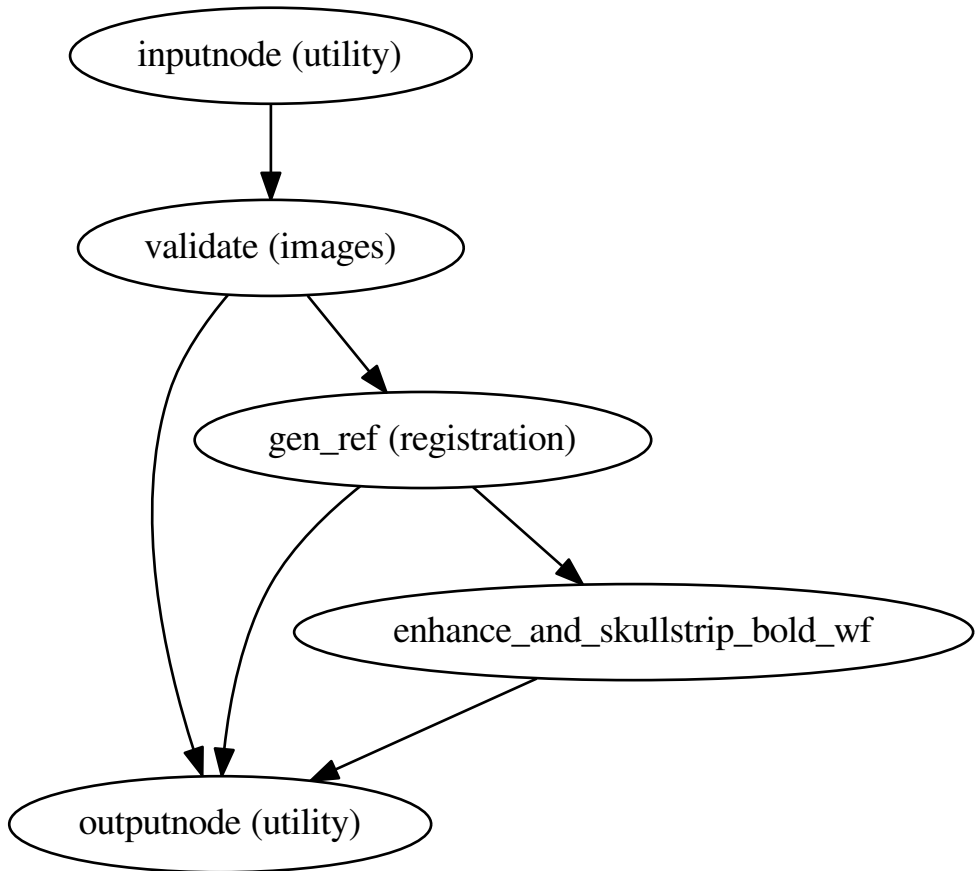 inputnode (utility)
validate (images)
gen_ref (registration)
enhance_and_skullstrip_bold_wf
outputnode (utility)